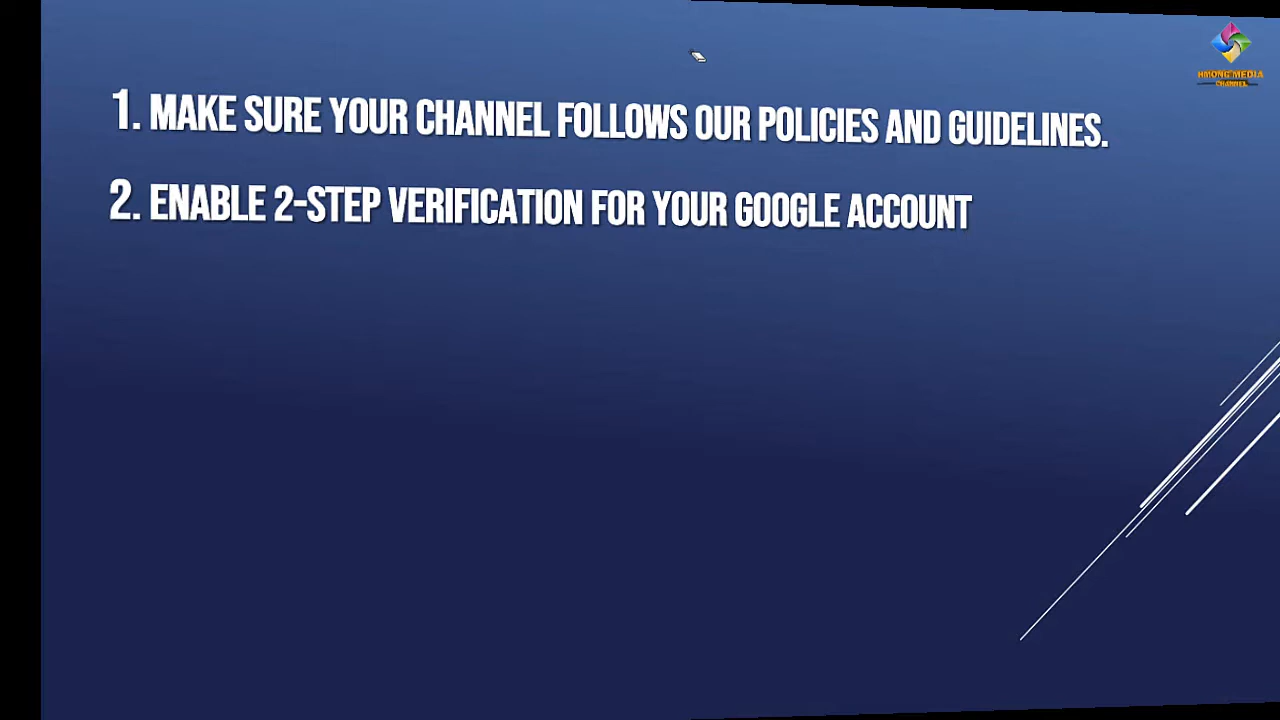 HMONG MEDIA
CHANNEL
1. MAKE SURE YOUR CHANNEL FOLLOWS OUR POLICIES AND GUIDELINES.
2. ENABLE 2-STEP VERIFICATION FOR YOUR GOOGLE ACCOUNT